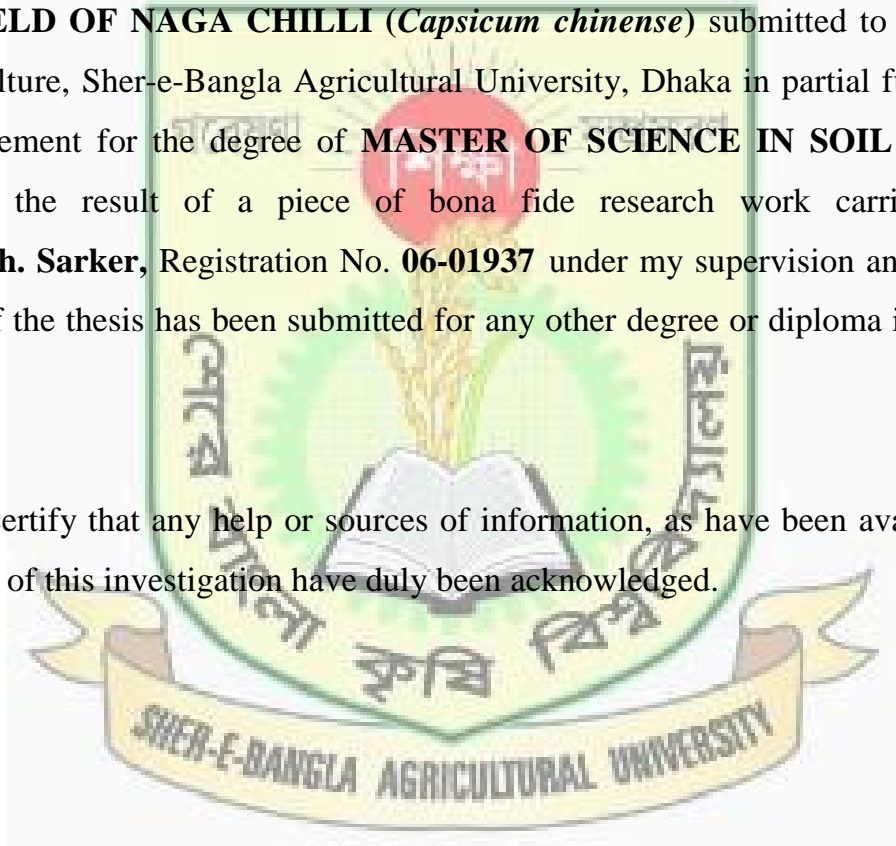 ELD OF NAGA CHILLI (Capsicum chinense) submitted to
lture, Sher-e-Bangla Agricultural University, Dhaka in partial fu
ement for the degree of MASTER OF SCIENCE IN SOIL
the result of a piece of bona fide research work carri
h. Sarker, Registration No. 06-01937 under my supervision an
f the thesis has been submitted for any other degree or diploma i
ertify that any help or sources of information, as have been ava
of this investigation have duly been acknowledged.
শিক্ষা
শেরে বাংলা কৃষি বিশ্ববিদ্যালয়
SHER-E-BANGLA AGRICULTURAL UNIVERSITY